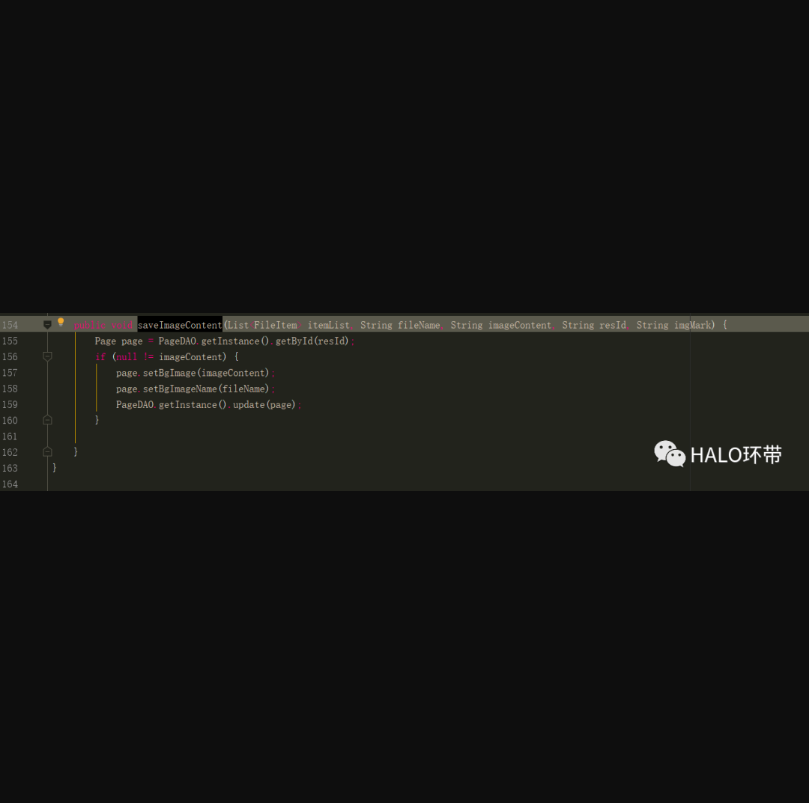 154 public void saveImageContent(List<FileItem> itemList, String fileName, String imageContent, String resId, String imgMark) {
155 Page page = PageDAO.getInstance().getById(resId);
156 if (null != imageContent) {
157 page.setBgImage(imageContent);
158 page.setBgImageName(fileName);
159 PageDAO.getInstance().update(page);
160 }
161
162 }
163 }
164
HALO环带